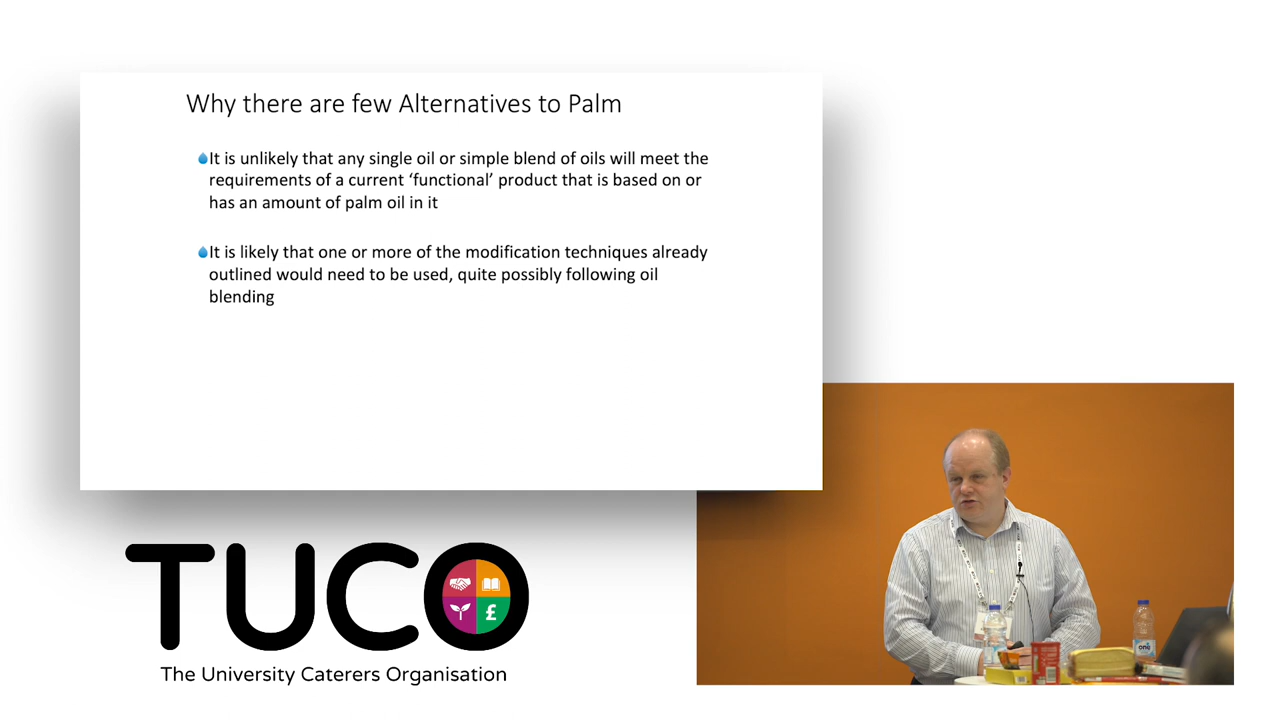 Why there are few Alternatives to Palm
It is unlikely that any single oil or simple blend of oils will meet the
requirements of a current ‘functional’ product that is based on or
has an amount of palm oil in it
It is likely that one or more of the modification techniques already
outlined would need to be used, quite possibly following oil
blending
TUCO
£
The University Caterers Organisation
one